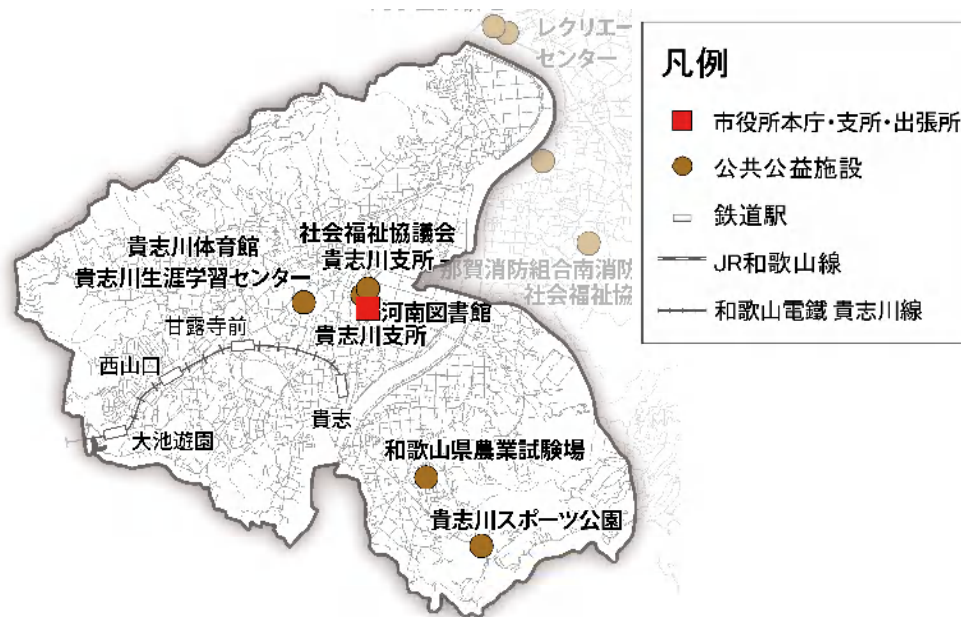 レクリエー
センター
社会福祉協議会
貴志川支所
貴志川体育館
貴志川生涯学習センター
那賀消防組合南消防
社会福祉協
河南図書館
貴志川支所
甘露寺前
西山口
大池遊園
貴志
和歌山県農業試験場
貴志川スポーツ公園
凡例
市役所本庁・支所・出張所
公共公益施設
鉄道駅
JR和歌山線
和歌山電鐵 貴志川線